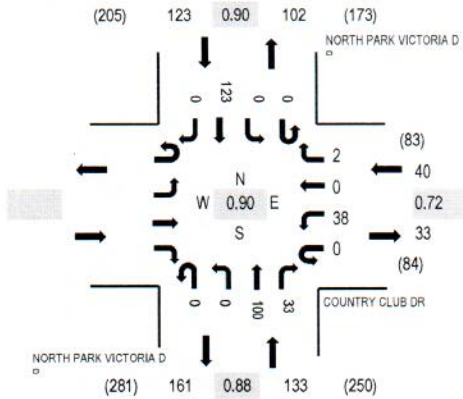 (205) 123 0.90 102 (173)
NORTH PARK VICTORIA D
0 123 0 0
2
(83)
40
0
N
W 0.90 E
0.72
S
38
33
0
(84)
0 0 100 33
COUNTRY CLUB DR
NORTH PARK VICTORIA D
(281) 161 0.88 133 (250)